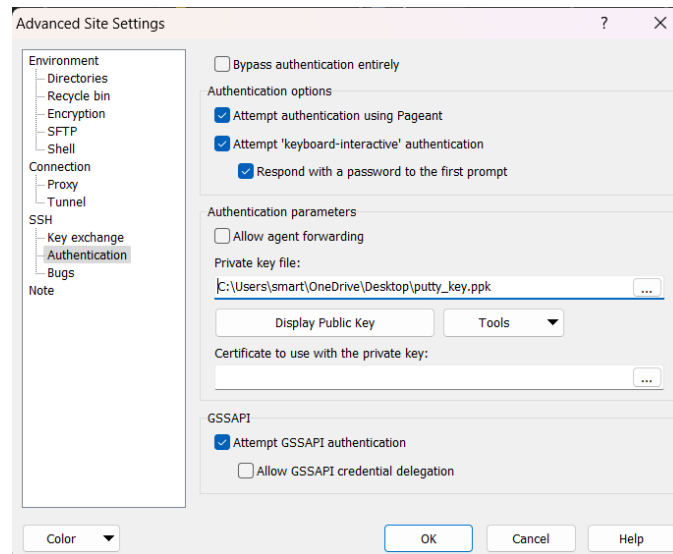 Advanced Site Settings
?
Environment
Directories
Recycle bin
Encryption
SFTP
Shell
Connection
Proxy
Tunnel
SSH
Key exchange
Authentication
Bugs
Note
Bypass authentication entirely
Authentication options
Attempt authentication using Pageant
Attempt 'keyboard-interactive' authentication
Respond with a password to the first prompt
Authentication parameters
Allow agent forwarding
Private key file:
C:\Users\smart\OneDrive\Desktop\putty_key.ppk
...
Display Public Key
Tools
Certificate to use with the private key:
...
GSSAPI
Attempt GSSAPI authentication
Allow GSSAPI credential delegation
Color
OK
Cancel
Help